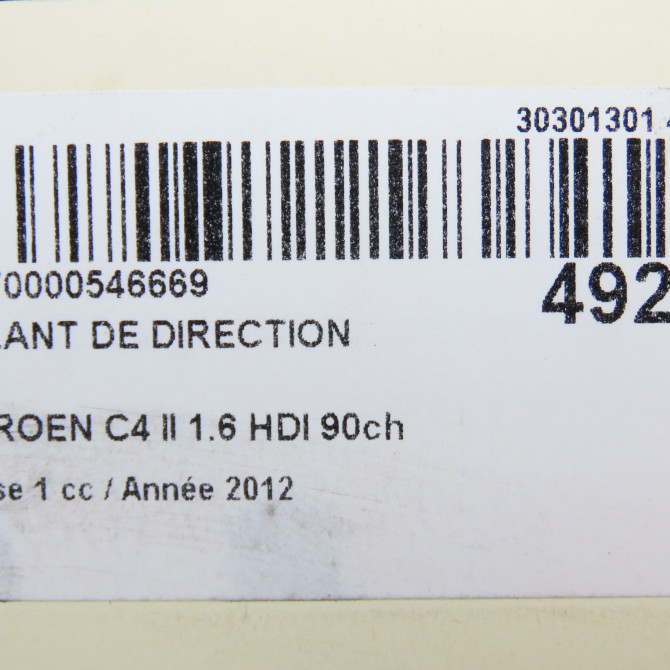 30301301
0000546669
492
LANT DE DIRECTION
ROEN C4 II 1.6 HDI 90ch
se 1 cc / Année 2012